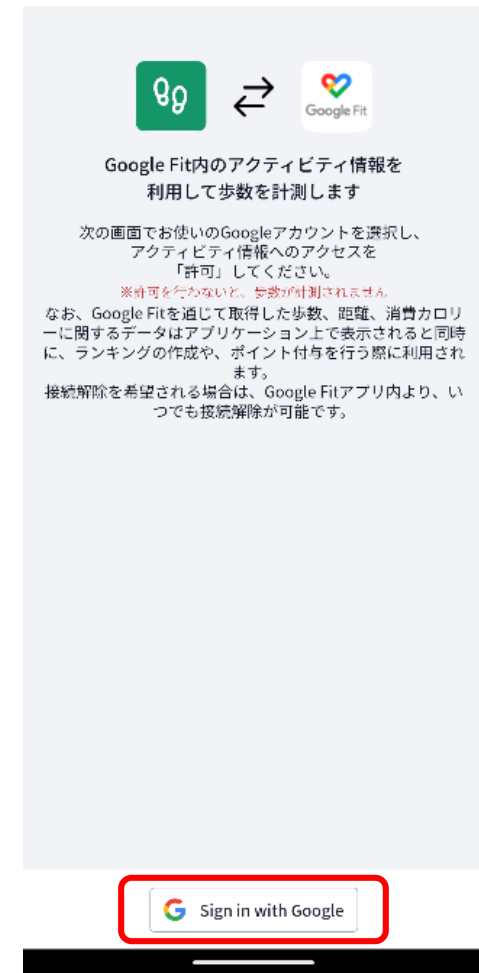 Google Fit
Google Fit内のアクティビティ情報を
利用して歩数を計測します
次の画面でお使いのGoogleアカウントを選択し、
アクティビティ情報へのアクセスを
「許可」してください。
※許可を行わないと、歩数が計測されません
なお、Google Fitを通じて取得した歩数、距離、消費カロリ
ーに関するデータはアプリケーション上で表示されると同時
に、ランキングの作成や、ポイント付与を行う際に利用され
ます。
接続解除を希望される場合は、Google Fitアプリ内より、い
つでも接続解除が可能です。
Sign in with Google